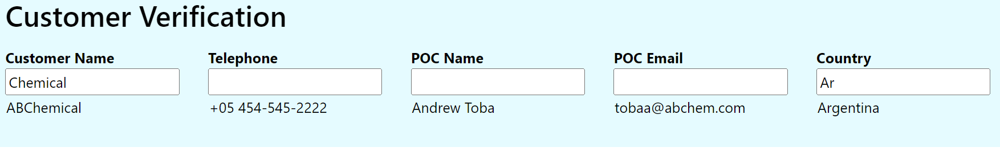 Customer Verification
Customer Name Telephone POC Name POC Email Country
Chemical Ar
ABChemical +05 454-545-2222 Andrew Toba tobaa@abchem.com Argentina